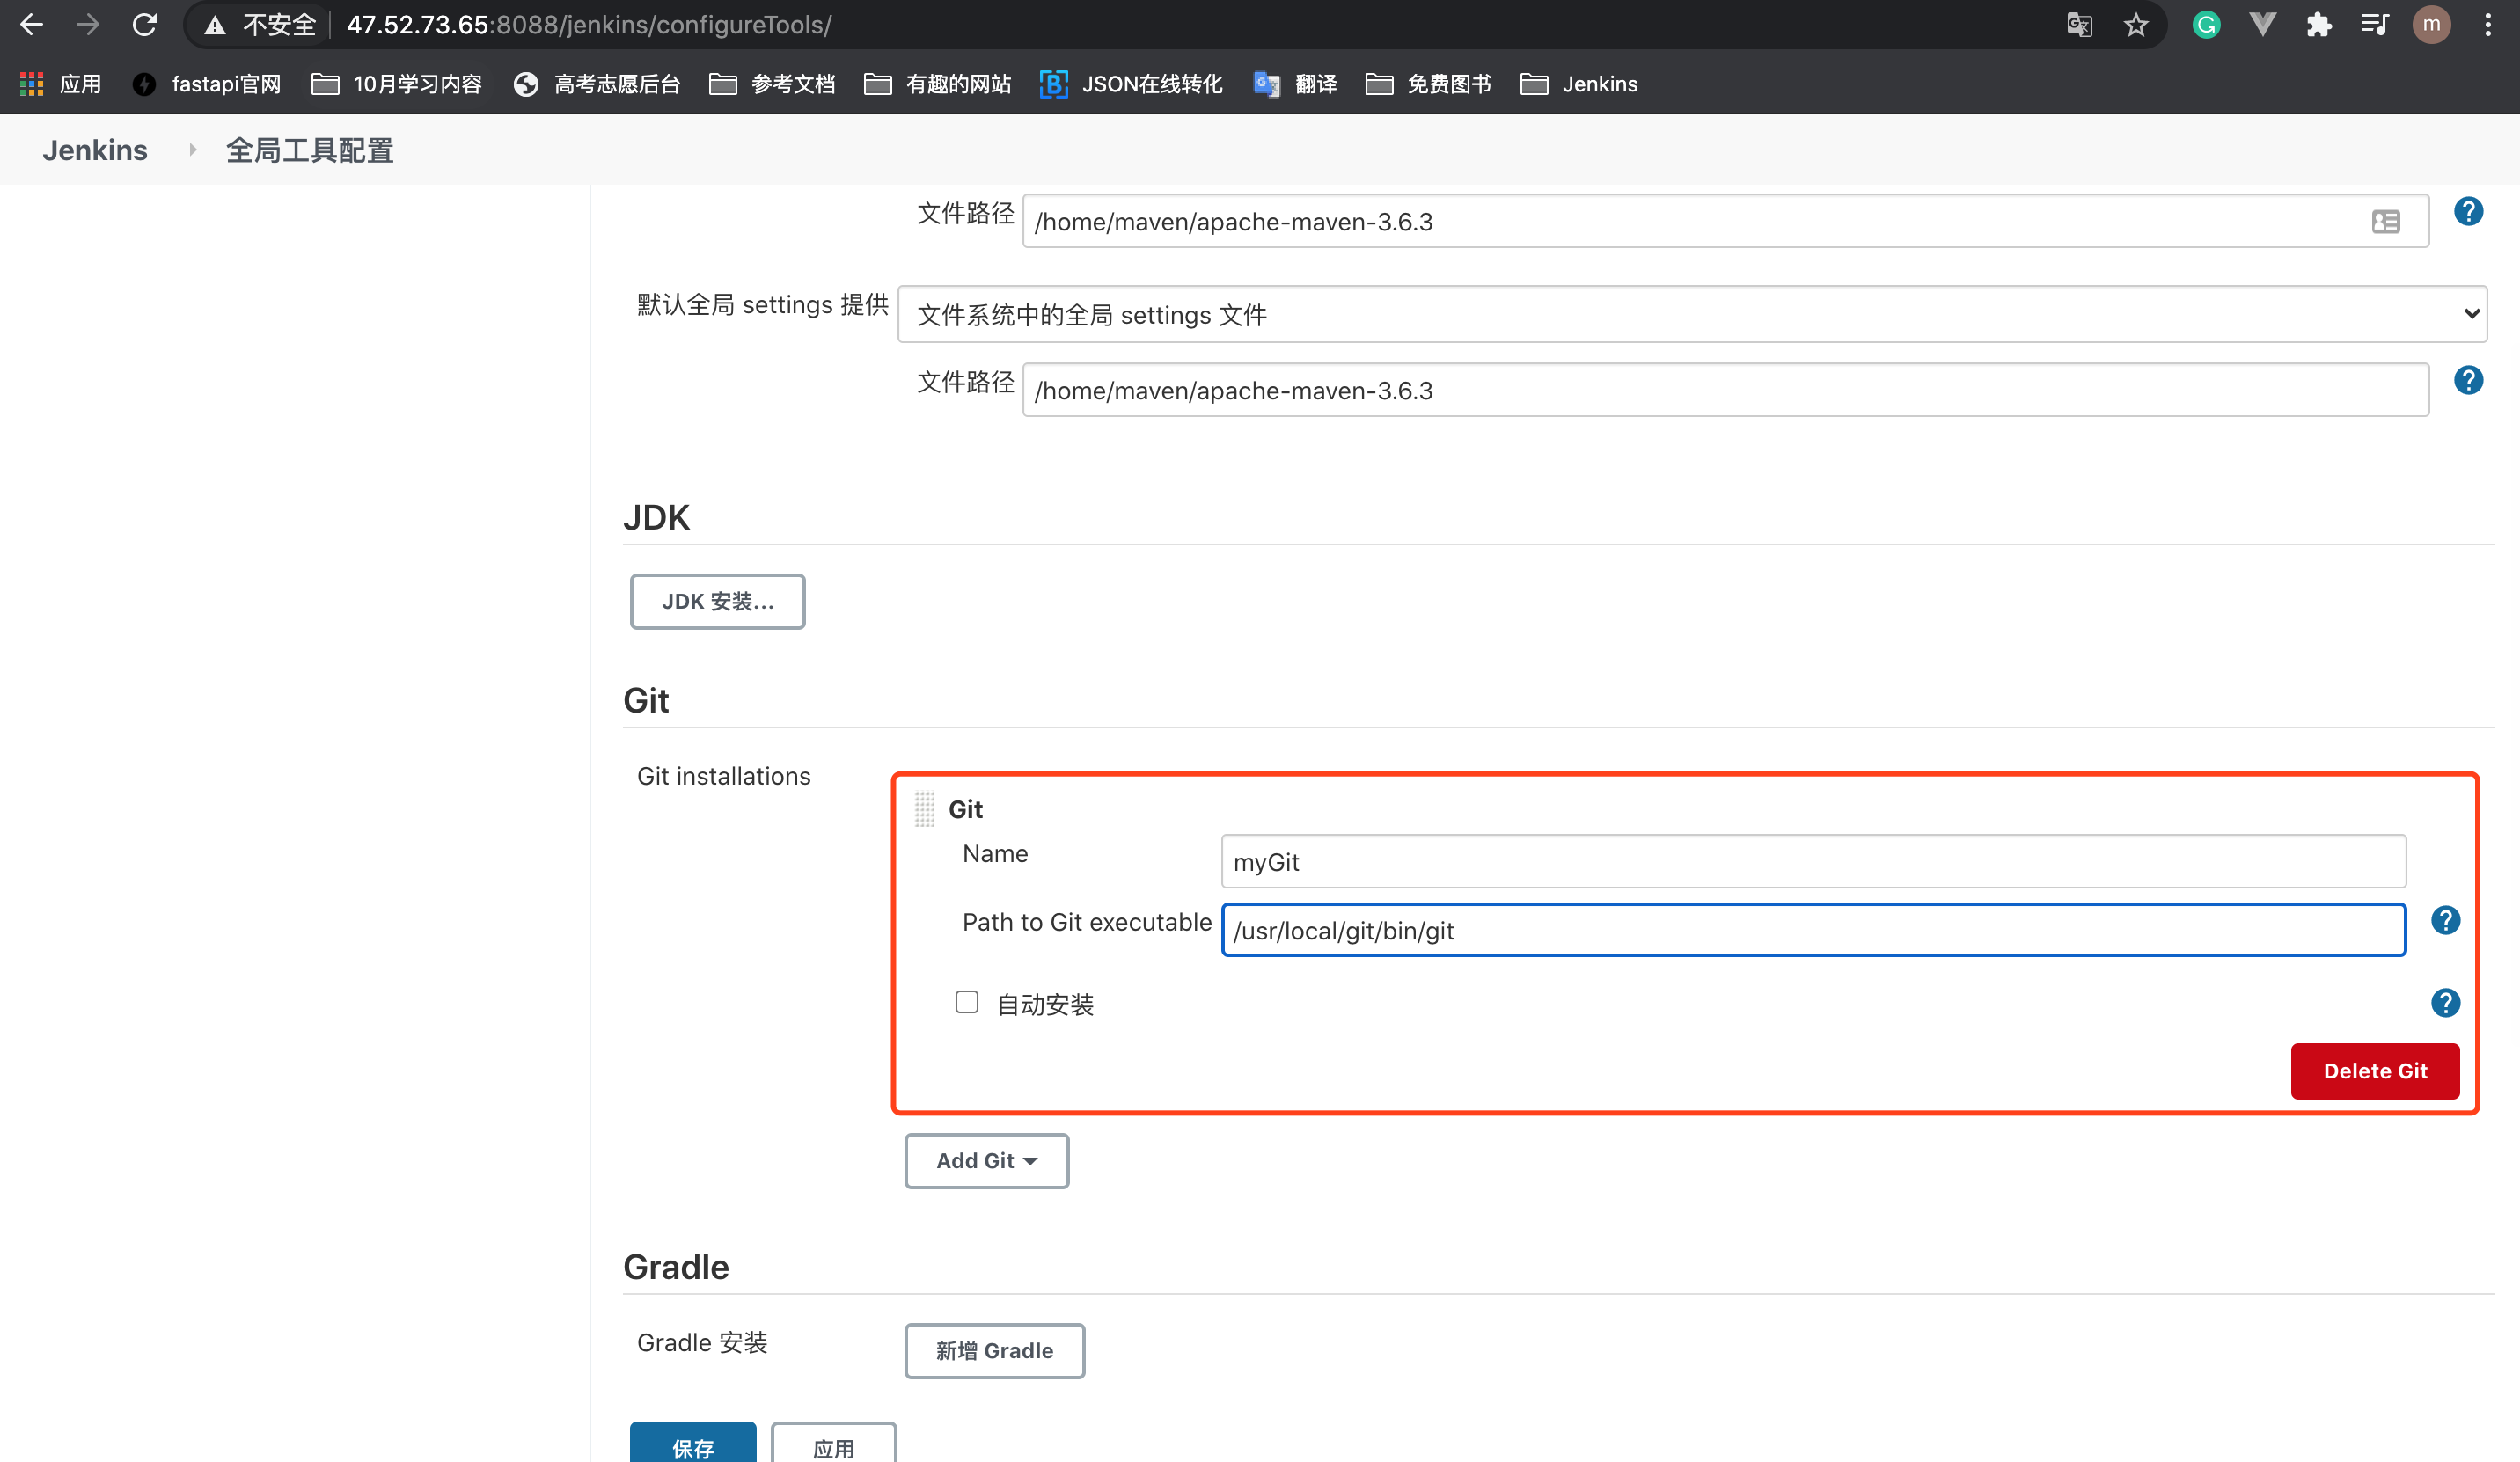 不安全 47.52.73.65:8088/jenkins/configureTools/ m
应用 fastapi官网 10月学习内容 高考志愿后台 参考文档 有趣的网站 JSON在线转化 翻译 免费图书 Jenkins
Jenkins 全局工具配置
文件路径 /home/maven/apache-maven-3.6.3
默认全局 settings 提供 文件系统中的全局 settings 文件
文件路径 /home/maven/apache-maven-3.6.3
JDK
JDK 安装...
Git
Git installations
Git
Name myGit
Path to Git executable /usr/local/git/bin/git
自动安装
Delete Git
Add Git
Gradle
Gradle 安装 新增 Gradle
保存 应用